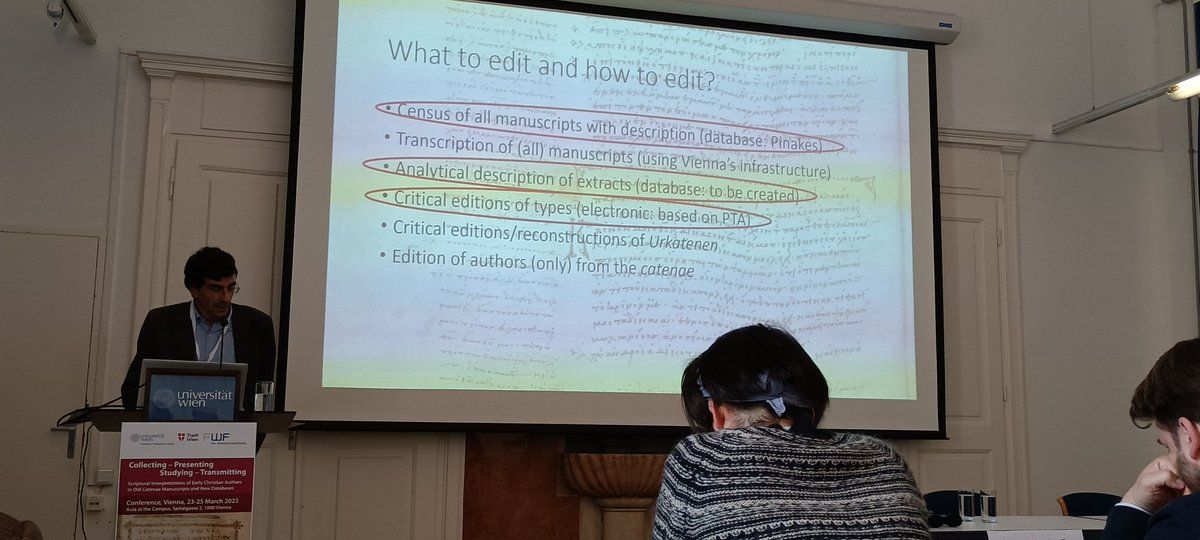 What to edit and how to edit?
• Census of all manuscripts with description (database: Pinakes)
• Transcription of (all) manuscripts (using Vienna's infrastructure)
• Analytical description of extracts (database: to be created)
• Critical editions of types (electronic: based on PTA)
• Critical editions/reconstructions of Urkatenen
• Edition of authors (only) from the catenae
universität
wien
universität
wien
Stadt
Wien
FWF
Collecting – Presenting
Studying – Transmitting
Scriptural Interpretations of Early Christian Authors
in Old Catenae Manuscripts and New Databases
Conference, Vienna, 23-25 March 2023
Aula at the Campus, Spitalgasse 2, 1090 Vienna